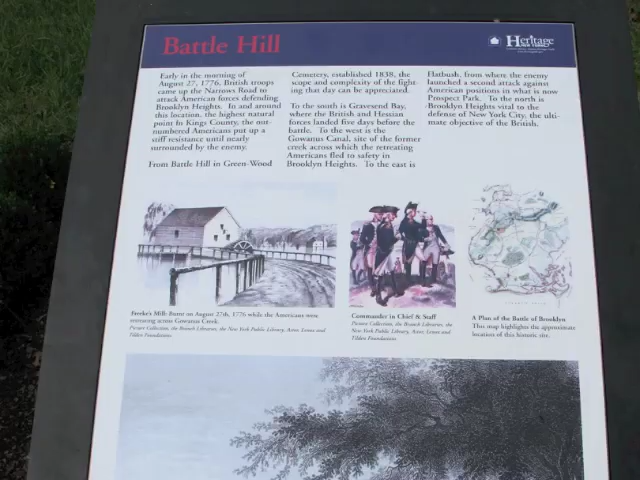 Battle Hill
Heritage
NEW YORK
Early in the morning of
August 27, 1776, British troops
came up the Narrows Road to
attack American forces defending
Brooklyn Heights. In and around
this location, the highest natural
point in Kings County, the out-
numbered Americans put up a
stiff resistance until nearly
surrounded by the enemy.
From Battle Hill in Green-Wood
Cemetery, established 1838, the
scope and complexity of the fight-
ing that day can be appreciated.
To the south is Gravesend Bay,
where the British and Hessian
forces landed five days before the
battle. To the west is the
Gowanus Canal, site of the former
creek across which the retreating
Americans fled to safety in
Brooklyn Heights. To the east is
Flatbush, from where the enemy
launched a second attack against
American positions in what is now
Prospect Park. To the north is
Brooklyn Heights vital to the
defense of New York City, the ulti-
mate objective of the British.
Freeke's Mill: Burnt on August 27th, 1776 while the Americans were
retreating across Gowanus Creek.
Picture Collection, the Branch Libraries, the New York Public Library, Astor, Lenox and
Tilden Foundations.
Commander in Chief & Staff
Picture Collection, the Branch Libraries, the
New York Public Library, Astor, Lenox and
Tilden Foundations
A Plan of the Battle of Brooklyn
This map highlights the approximate
location of this historic site.